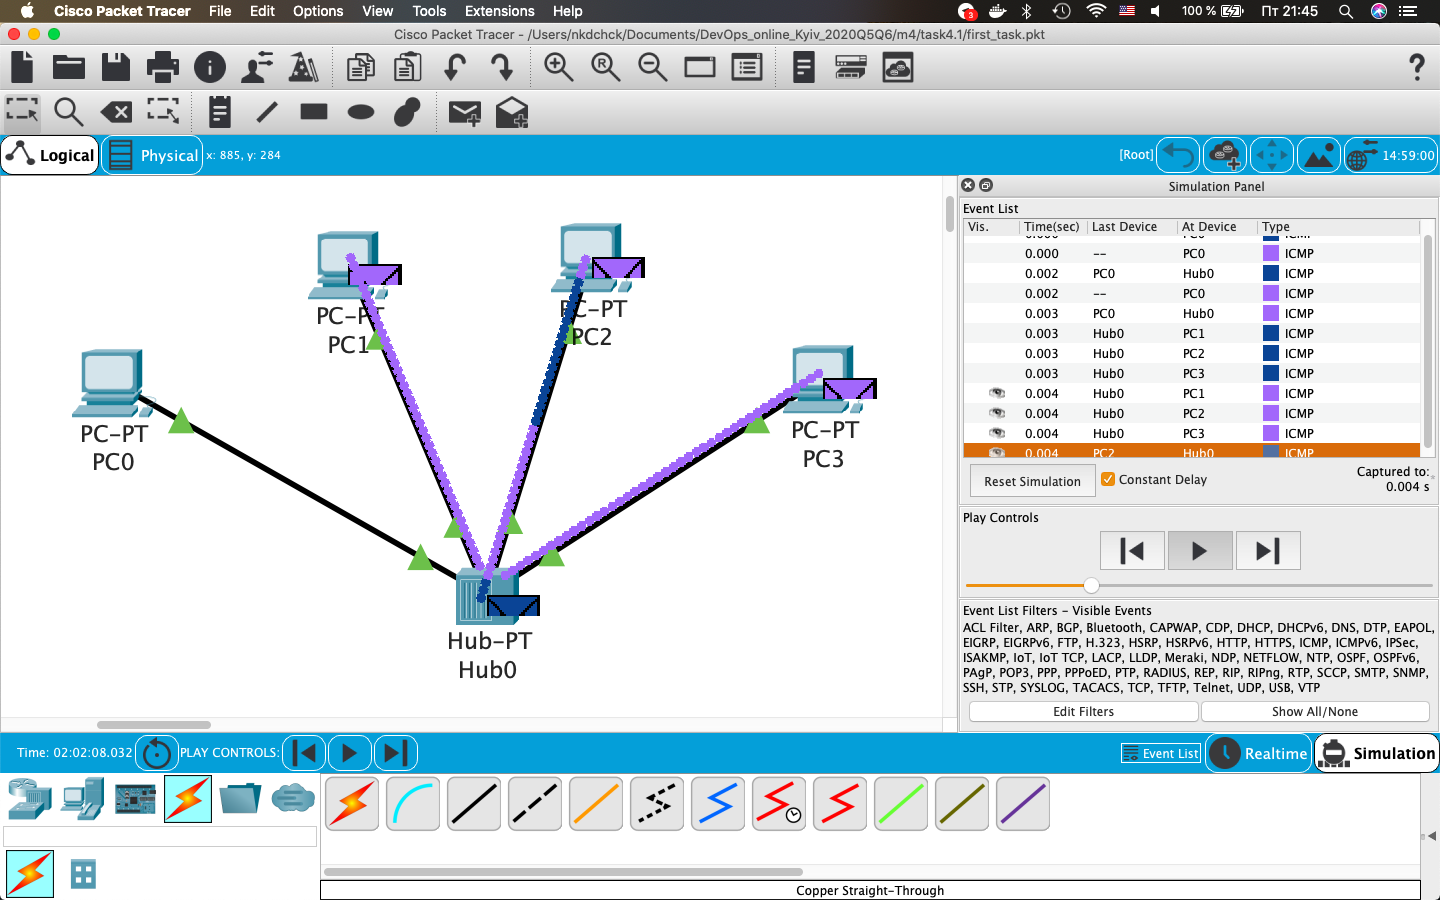 Cisco Packet Tracer File Edit Options View Tools Extensions Help 3 100 % Пт 21:45
Cisco Packet Tracer - /Users/nkdchck/Documents/DevOps_online_Kyiv_2020Q5Q6/m4/task4.1/first_task.pkt
Logical Physical x: 885, y: 284 [Root] 14:59:00
Simulation Panel
Event List
Vis. Time(sec) Last Device At Device Type
0.000 PC0 ICMP
0.000 -- PC0 ICMP
0.002 PC0 Hub0 ICMP
0.002 -- PC0 ICMP
0.003 PC0 Hub0 ICMP
0.003 Hub0 PC1 ICMP
0.003 Hub0 PC2 ICMP
0.003 Hub0 PC3 ICMP
0.004 Hub0 PC1 ICMP
0.004 Hub0 PC2 ICMP
0.004 Hub0 PC3 ICMP
0.004 PC2 Hub0 ICMP
Reset Simulation Constant Delay Captured to:
0.004 s
Play Controls
Event List Filters - Visible Events
ACL Filter, ARP, BGP, Bluetooth, CAPWAP, CDP, DHCP, DHCPv6, DNS, DTP, EAPOL,
EIGRP, EIGRPv6, FTP, H.323, HSRP, HSRPv6, HTTP, HTTPS, ICMP, ICMPv6, IPSec,
ISAKMP, IoT, IoT TCP, LACP, LLDP, Meraki, NDP, NETFLOW, NTP, OSPF, OSPFv6,
PAgP, POP3, PPP, PPPoED, PTP, RADIUS, REP, RIP, RIPng, RTP, SCCP, SMTP, SNMP,
SSH, STP, SYSLOG, TACACS, TCP, TFTP, Telnet, UDP, USB, VTP
Edit Filters Show All/None
PC-PT
PC1
PC-PT
PC2
PC-PT
PC0
PC-PT
PC3
Hub-PT
Hub0
Time: 02:02:08.032 PLAY CONTROLS: Event List Realtime Simulation
Copper Straight-Through